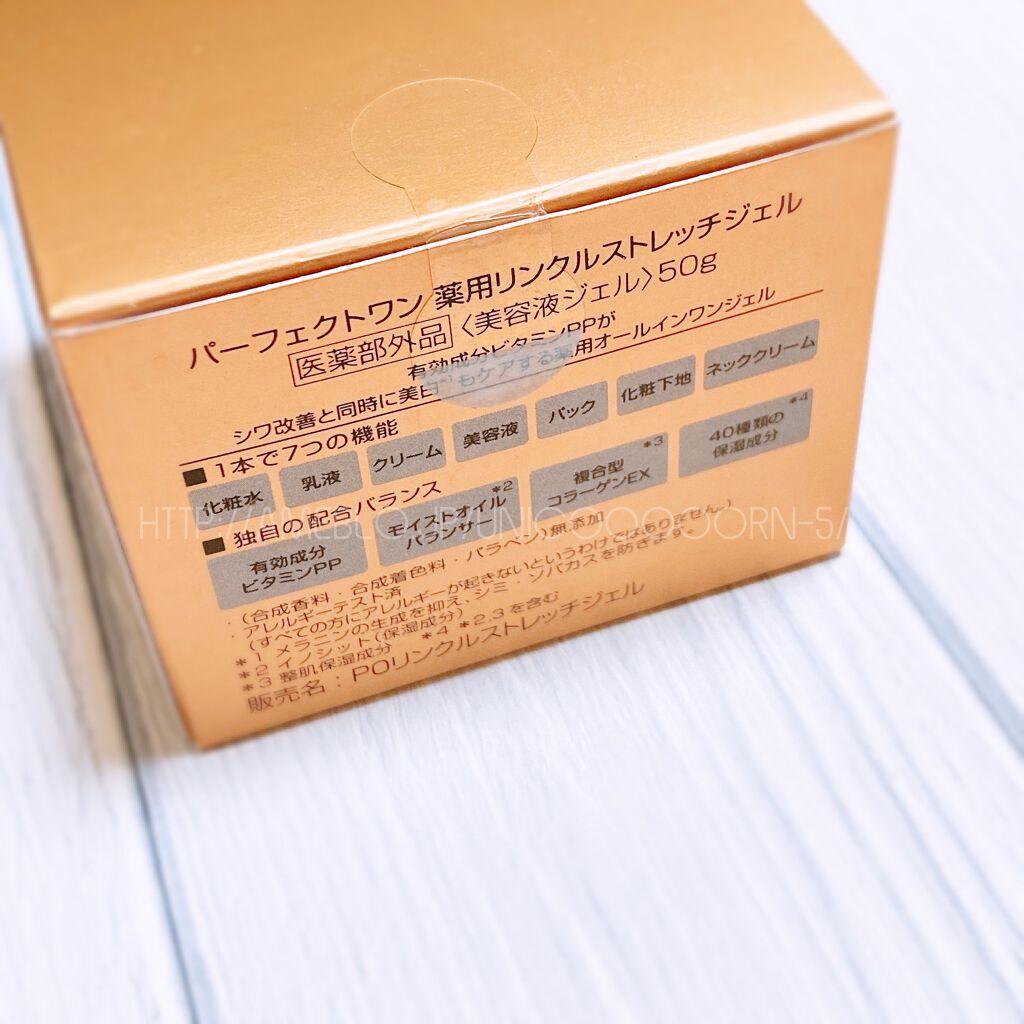 パーフェクトワン 薬用リンクルストレッチジェル
医薬部外品〈美容液ジェル〉50g
有効成分ビタミンPPが
シワ改善と同時に美白*¹もケアする薬用オールインワンジェル
■1本で7つの機能
化粧水 乳液 クリーム 美容液 パック 化粧下地 ネッククリーム
■独自の配合バランス
有効成分 ビタミンPP
モイストオイル バランサー *2
複合型 コラーゲンEX *3
40種類の 保湿成分 *4
・(合成香料・合成着色料・パラベン)無添加
・アレルギーテスト済
(すべての方にアレルギーが起きないというわけではありません。)
*1 メラニンの生成を抑え、シミ・ソバカスを防ぎます。
*2 イノシット(保湿成分)
*3 整肌保湿成分 *4 *2.3を含む
販売名:POリンクルストレッチジェル